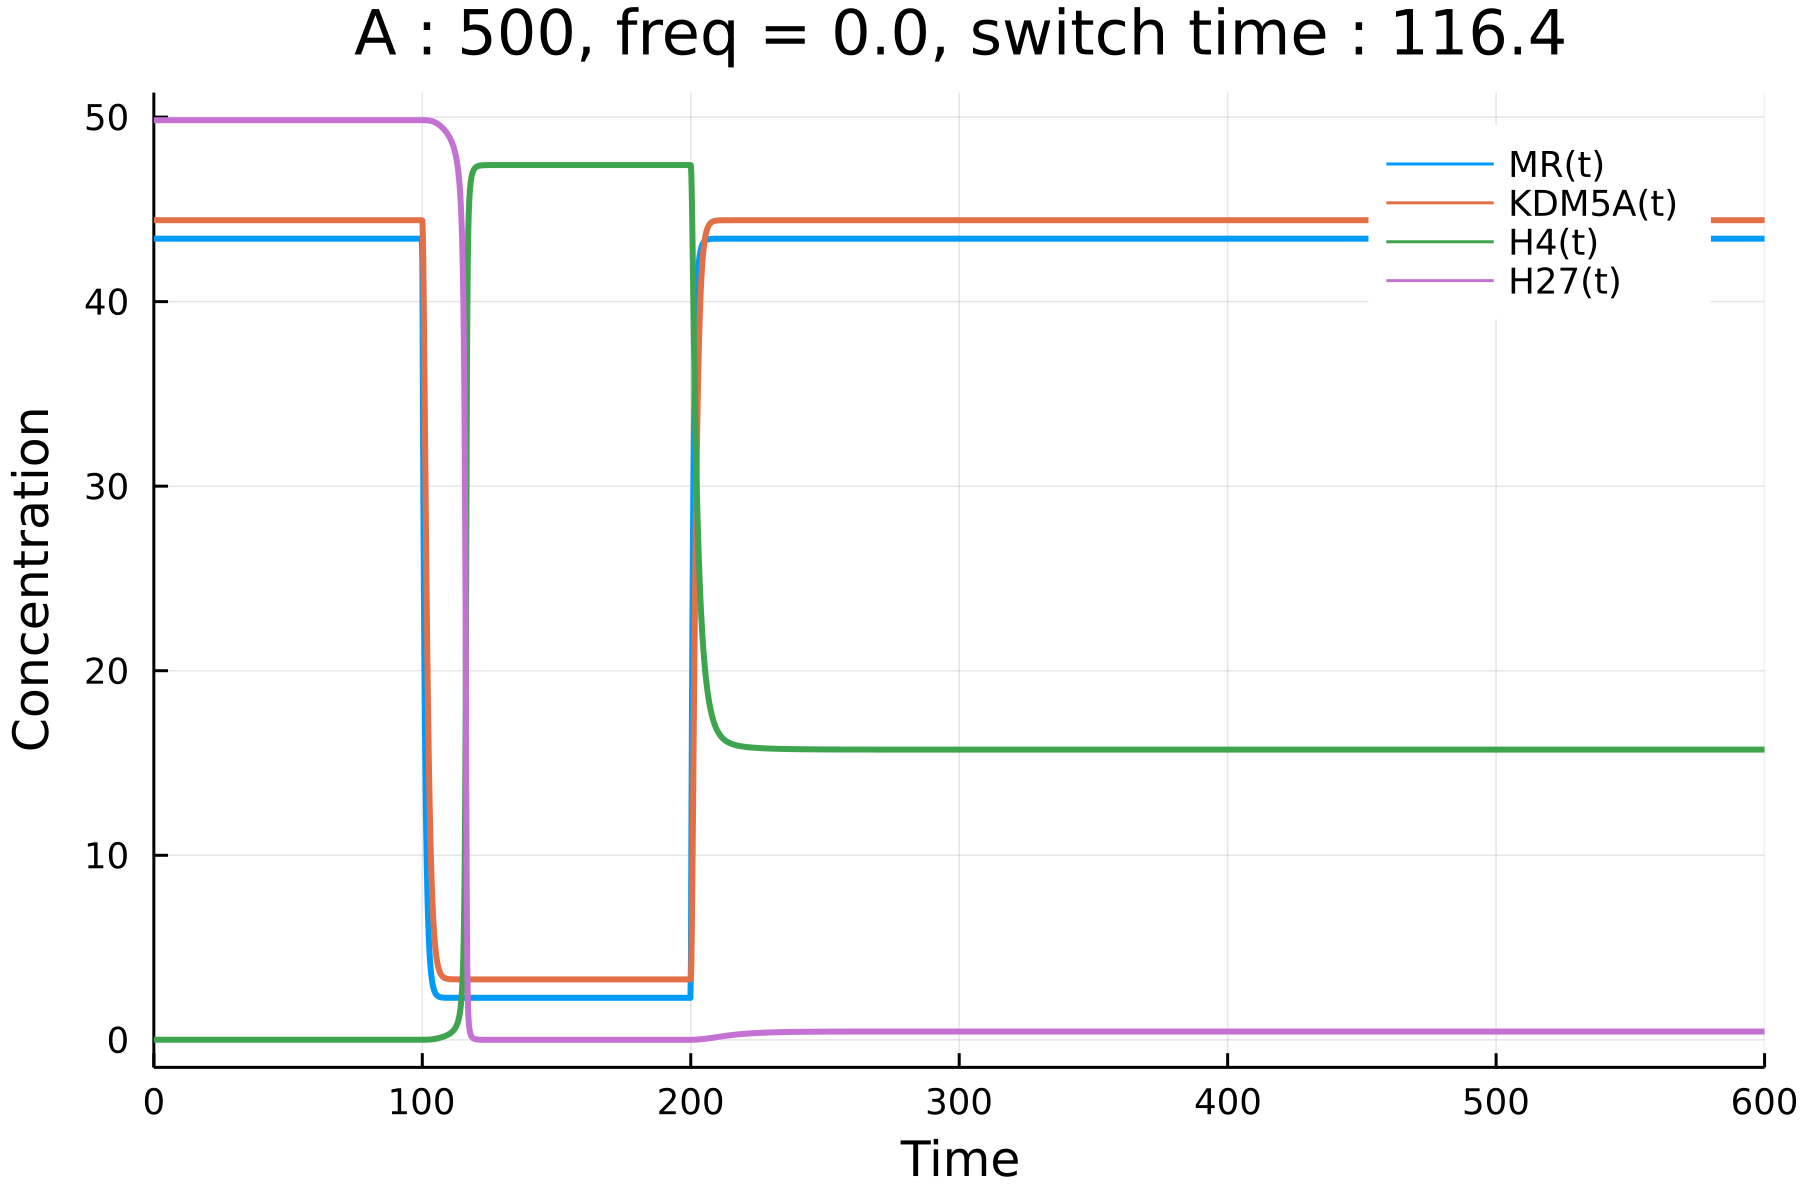 A : 500, freq = 0.0, switch time : 116.4
50
40
30
20
10
0
Concentration
MR(t)
KDM5A(t)
H4(t)
H27(t)
0 100 200 300 400 500 600
Time